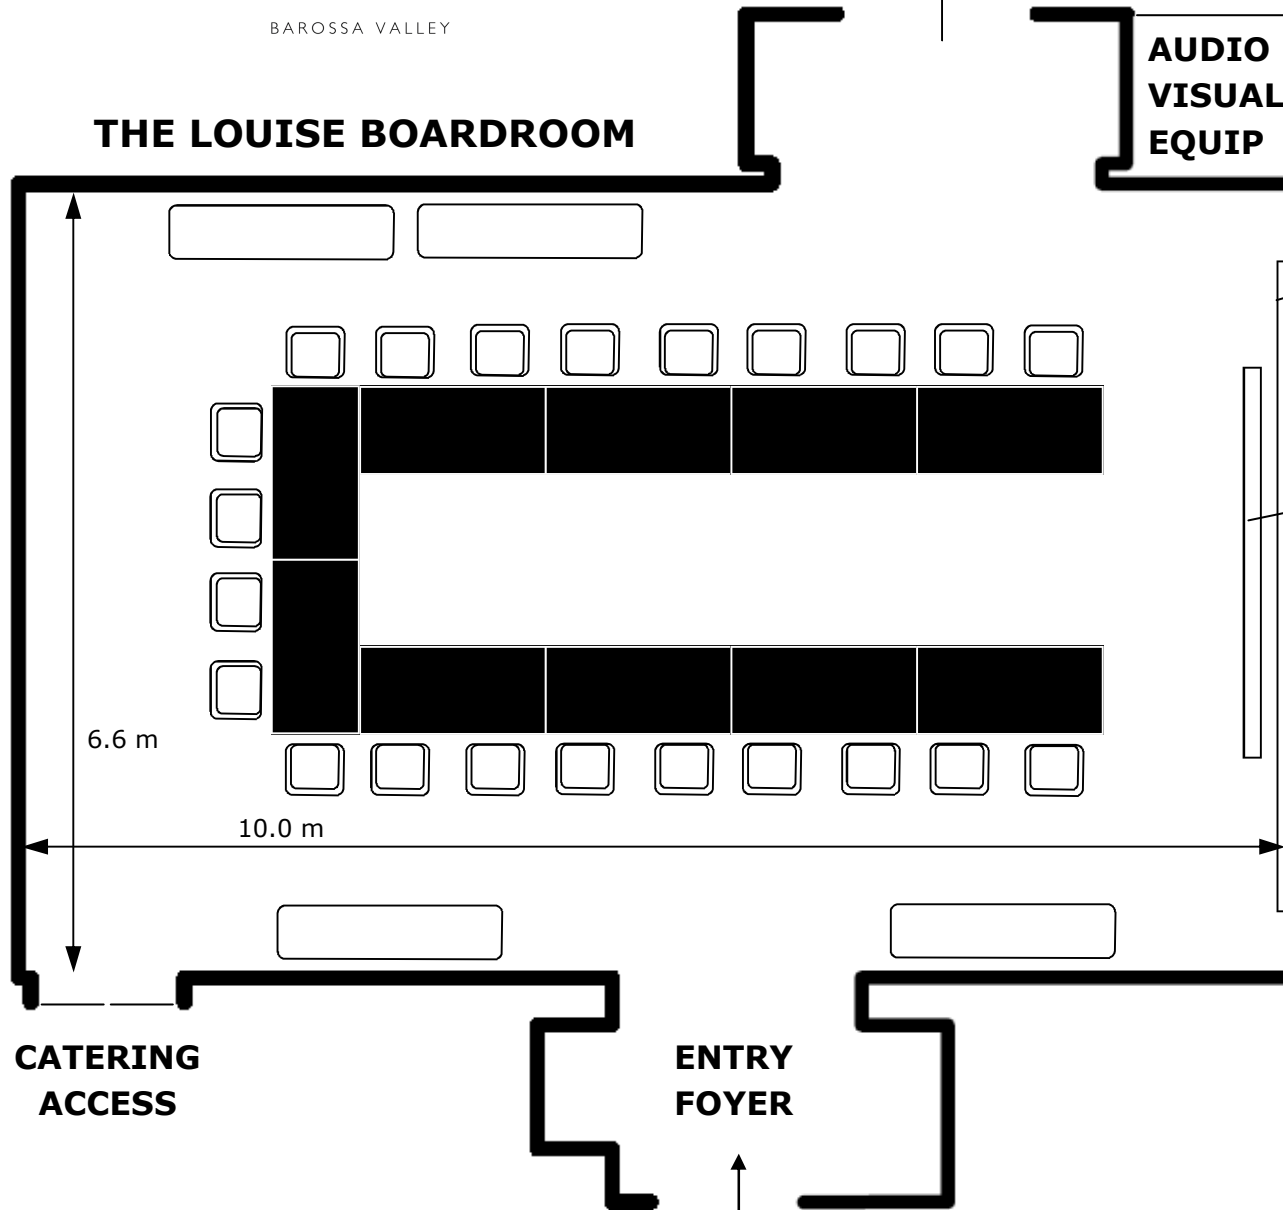 BAROSSA VALLEY
THE LOUISE BOARDROOM
AUDIO
VISUAL
EQUIP
6.6 m
10.0 m
CATERING
ACCESS
ENTRY
FOYER